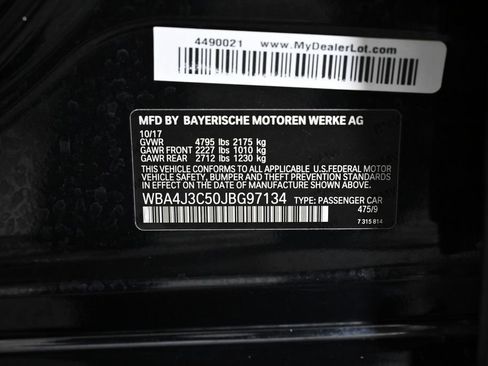 4490021 www.MyDealerLot.com
MFD BY BAYERISCHE MOTOREN WERKE AG
10/17
GVWR 4795 lbs 2175 kg
GAWR FRONT 2227 lbs 1010 kg
GAWR REAR 2712 lbs 1230 kg
THIS VEHICLE CONFORMS TO ALL APPLICABLE U.S.FEDERAL MOTOR
VEHICLE SAFETY, BUMPER AND THEFT PREVENTION STANDARDS IN
EFFECT ON THE DATE OF MANUFACTURE SHOWN ABOVE.
WBA4J3C50JBG97134 TYPE: PASSENGER CAR
475/9
7 315 814